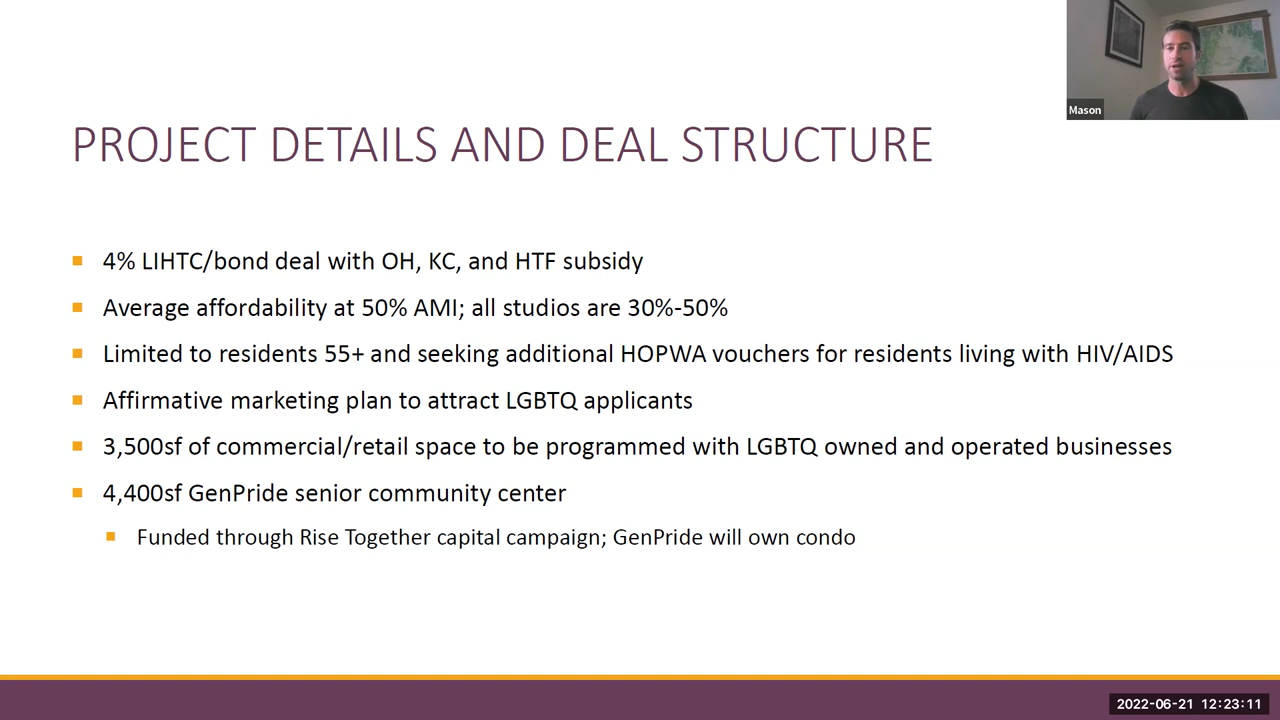 Mason
PROJECT DETAILS AND DEAL STRUCTURE
4% LIHTC/bond deal with OH, KC, and HTF subsidy
Average affordability at 50% AMI; all studios are 30%-50%
Limited to residents 55+ and seeking additional HOPWA vouchers for residents living with HIV/AIDS
Affirmative marketing plan to attract LGBTQ applicants
3,500sf of commercial/retail space to be programmed with LGBTQ owned and operated businesses
4,400sf GenPride senior community center
Funded through Rise Together capital campaign; GenPride will own condo
2022-06-21 12:23:11